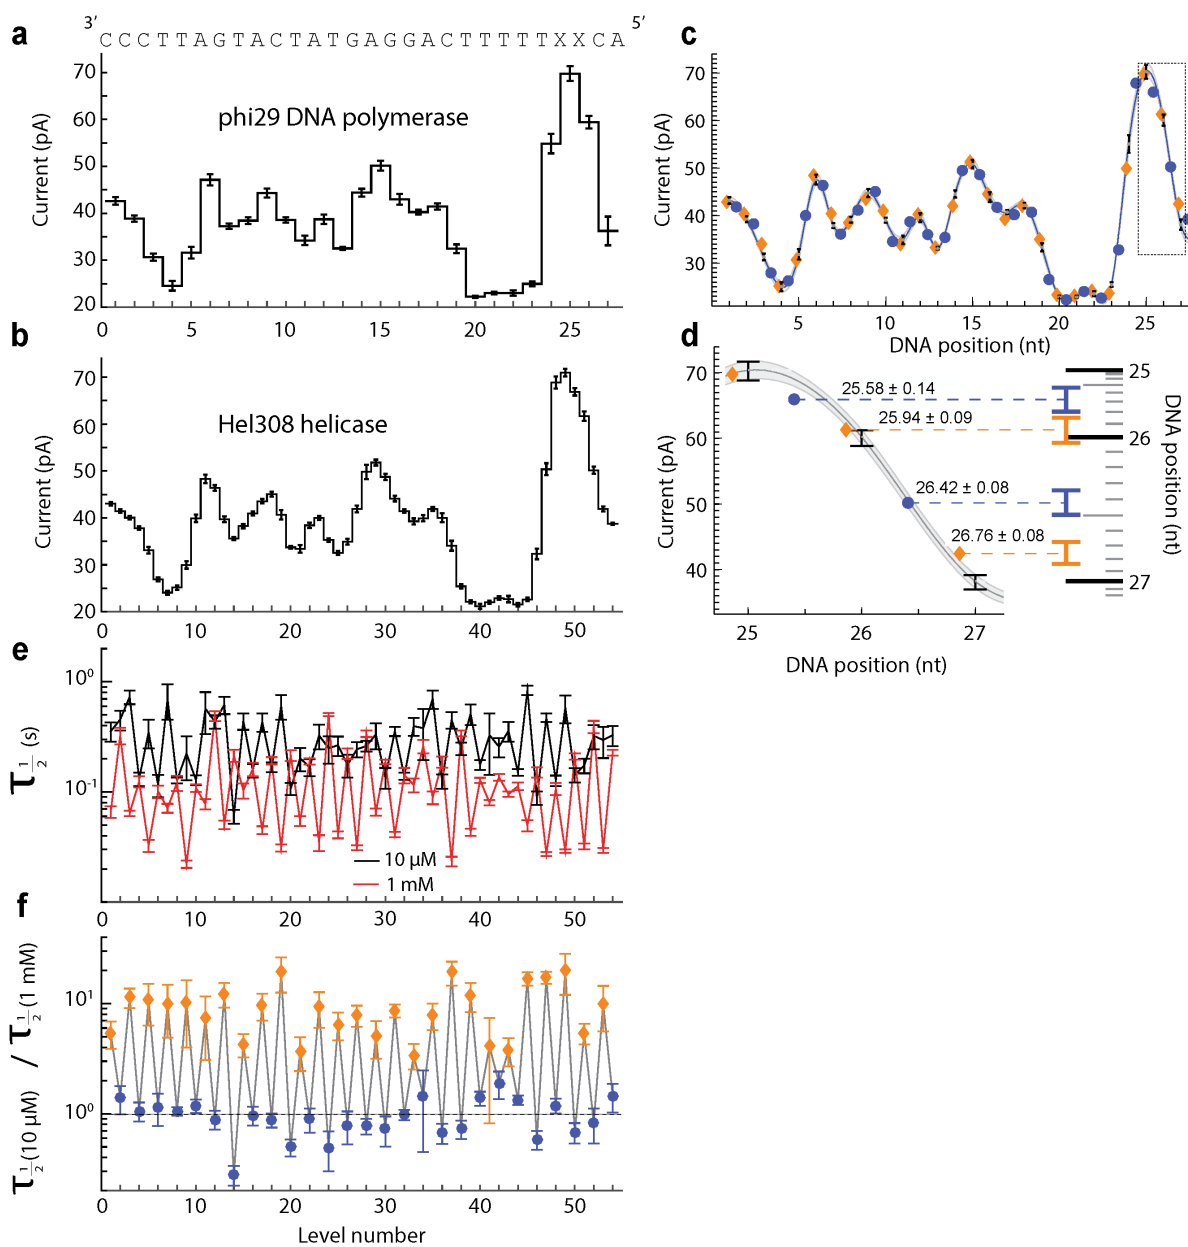 a
3’ 5’
C C C T T A G T A C T A T G A G G A C T T T T T X X C A
phi29 DNA polymerase
Current (pA)
70
60
50
40
30
20
0 5 10 15 20 25
b
Hel308 helicase
Current (pA)
70
60
50
40
30
20
0 10 20 30 40 50
c
Current (pA)
70
60
50
40
30
5 10 15 20 25
DNA position (nt)
d
Current (pA)
70
60
50
40
25.58 ± 0.14
25.94 ± 0.09
26.42 ± 0.08
26.76 ± 0.08
25
26
27
DNA position (nt)
25 26 27
DNA position (nt)
e
τ 1/2 (s)
10⁰
10⁻¹
10 µM
1 mM
0 10 20 30 40 50
f
τ 1/2 (10 µM) / τ 1/2 (1 mM)
10¹
10⁰
0 10 20 30 40 50
Level number